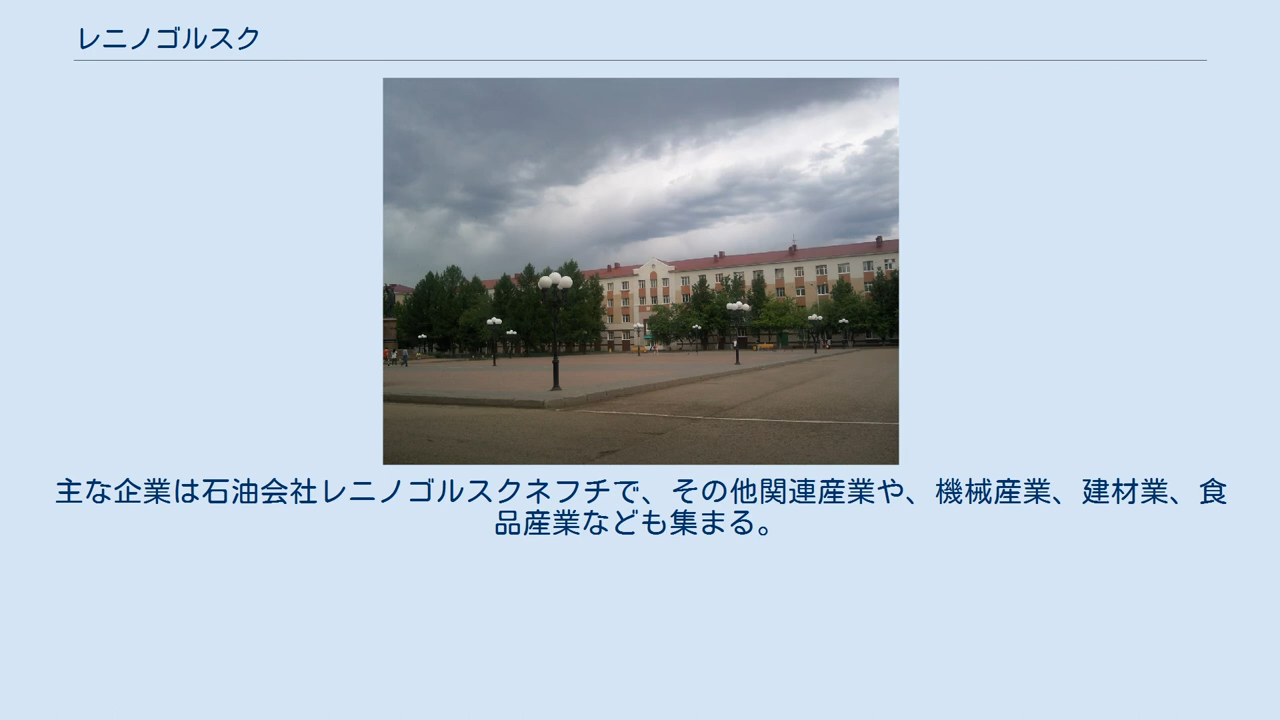 レニノゴルスク
主な企業は石油会社レニノゴルスクネフチで、その他関連産業や、機械産業、建材業、食
品産業なども集まる。